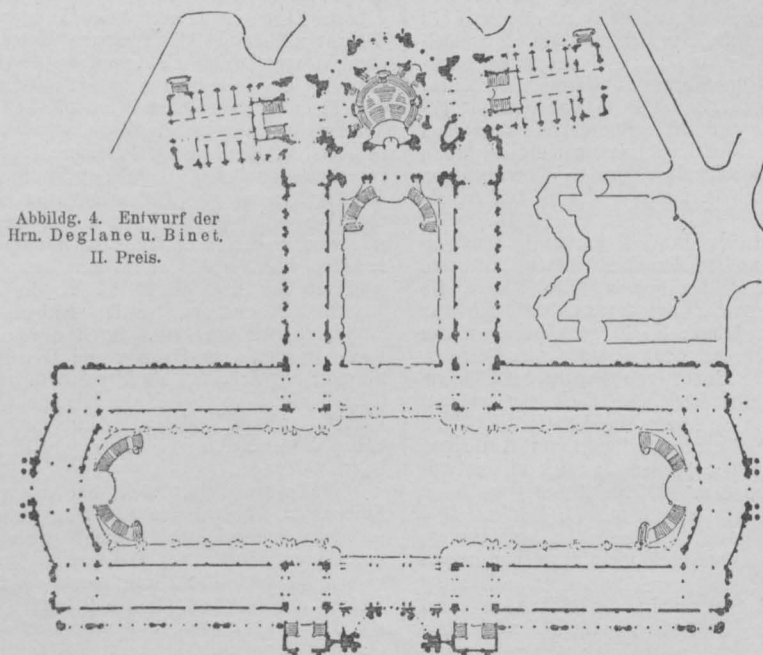 Abbildg. 4. Entwurf der
Hrn. Deglane u. Binet.
II. Preis.